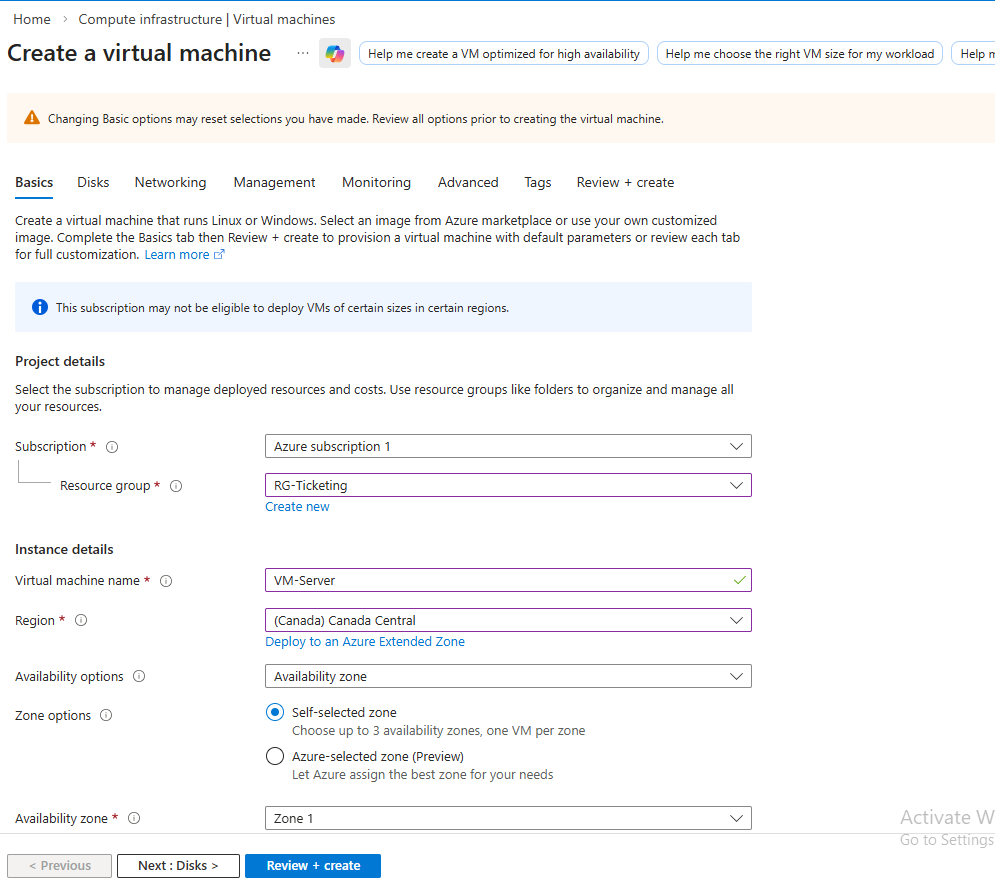 Home > Compute infrastructure | Virtual machines
Create a virtual machine ... Help me create a VM optimized for high availability Help me choose the right VM size for my workload Help
Changing Basic options may reset selections you have made. Review all options prior to creating the virtual machine.
Basics Disks Networking Management Monitoring Advanced Tags Review + create
Create a virtual machine that runs Linux or Windows. Select an image from Azure marketplace or use your own customized
image. Complete the Basics tab then Review + create to provision a virtual machine with default parameters or review each tab
for full customization. Learn more
This subscription may not be eligible to deploy VMs of certain sizes in certain regions.
Project details
Select the subscription to manage deployed resources and costs. Use resource groups like folders to organize and manage all
your resources.
Subscription * Azure subscription 1
Resource group * RG-Ticketing
Create new
Instance details
Virtual machine name * VM-Server
Region * (Canada) Canada Central
Deploy to an Azure Extended Zone
Availability options Availability zone
Zone options Self-selected zone
Choose up to 3 availability zones, one VM per zone
Azure-selected zone (Preview)
Let Azure assign the best zone for your needs
Availability zone * Zone 1
Activate W
Go to Settings
< Previous Next : Disks > Review + create